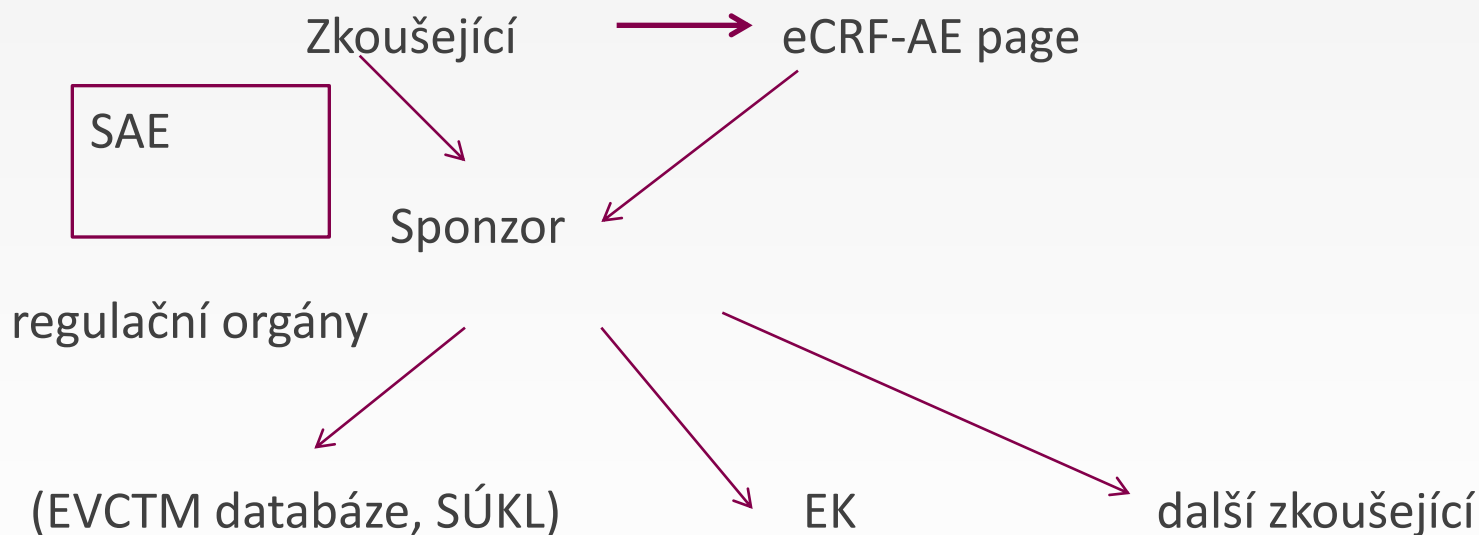 Zkoušející eCRF-AE page
SAE
Sponzor
regulační orgány
(EVCTM databáze, SÚKL) EK další zkoušející